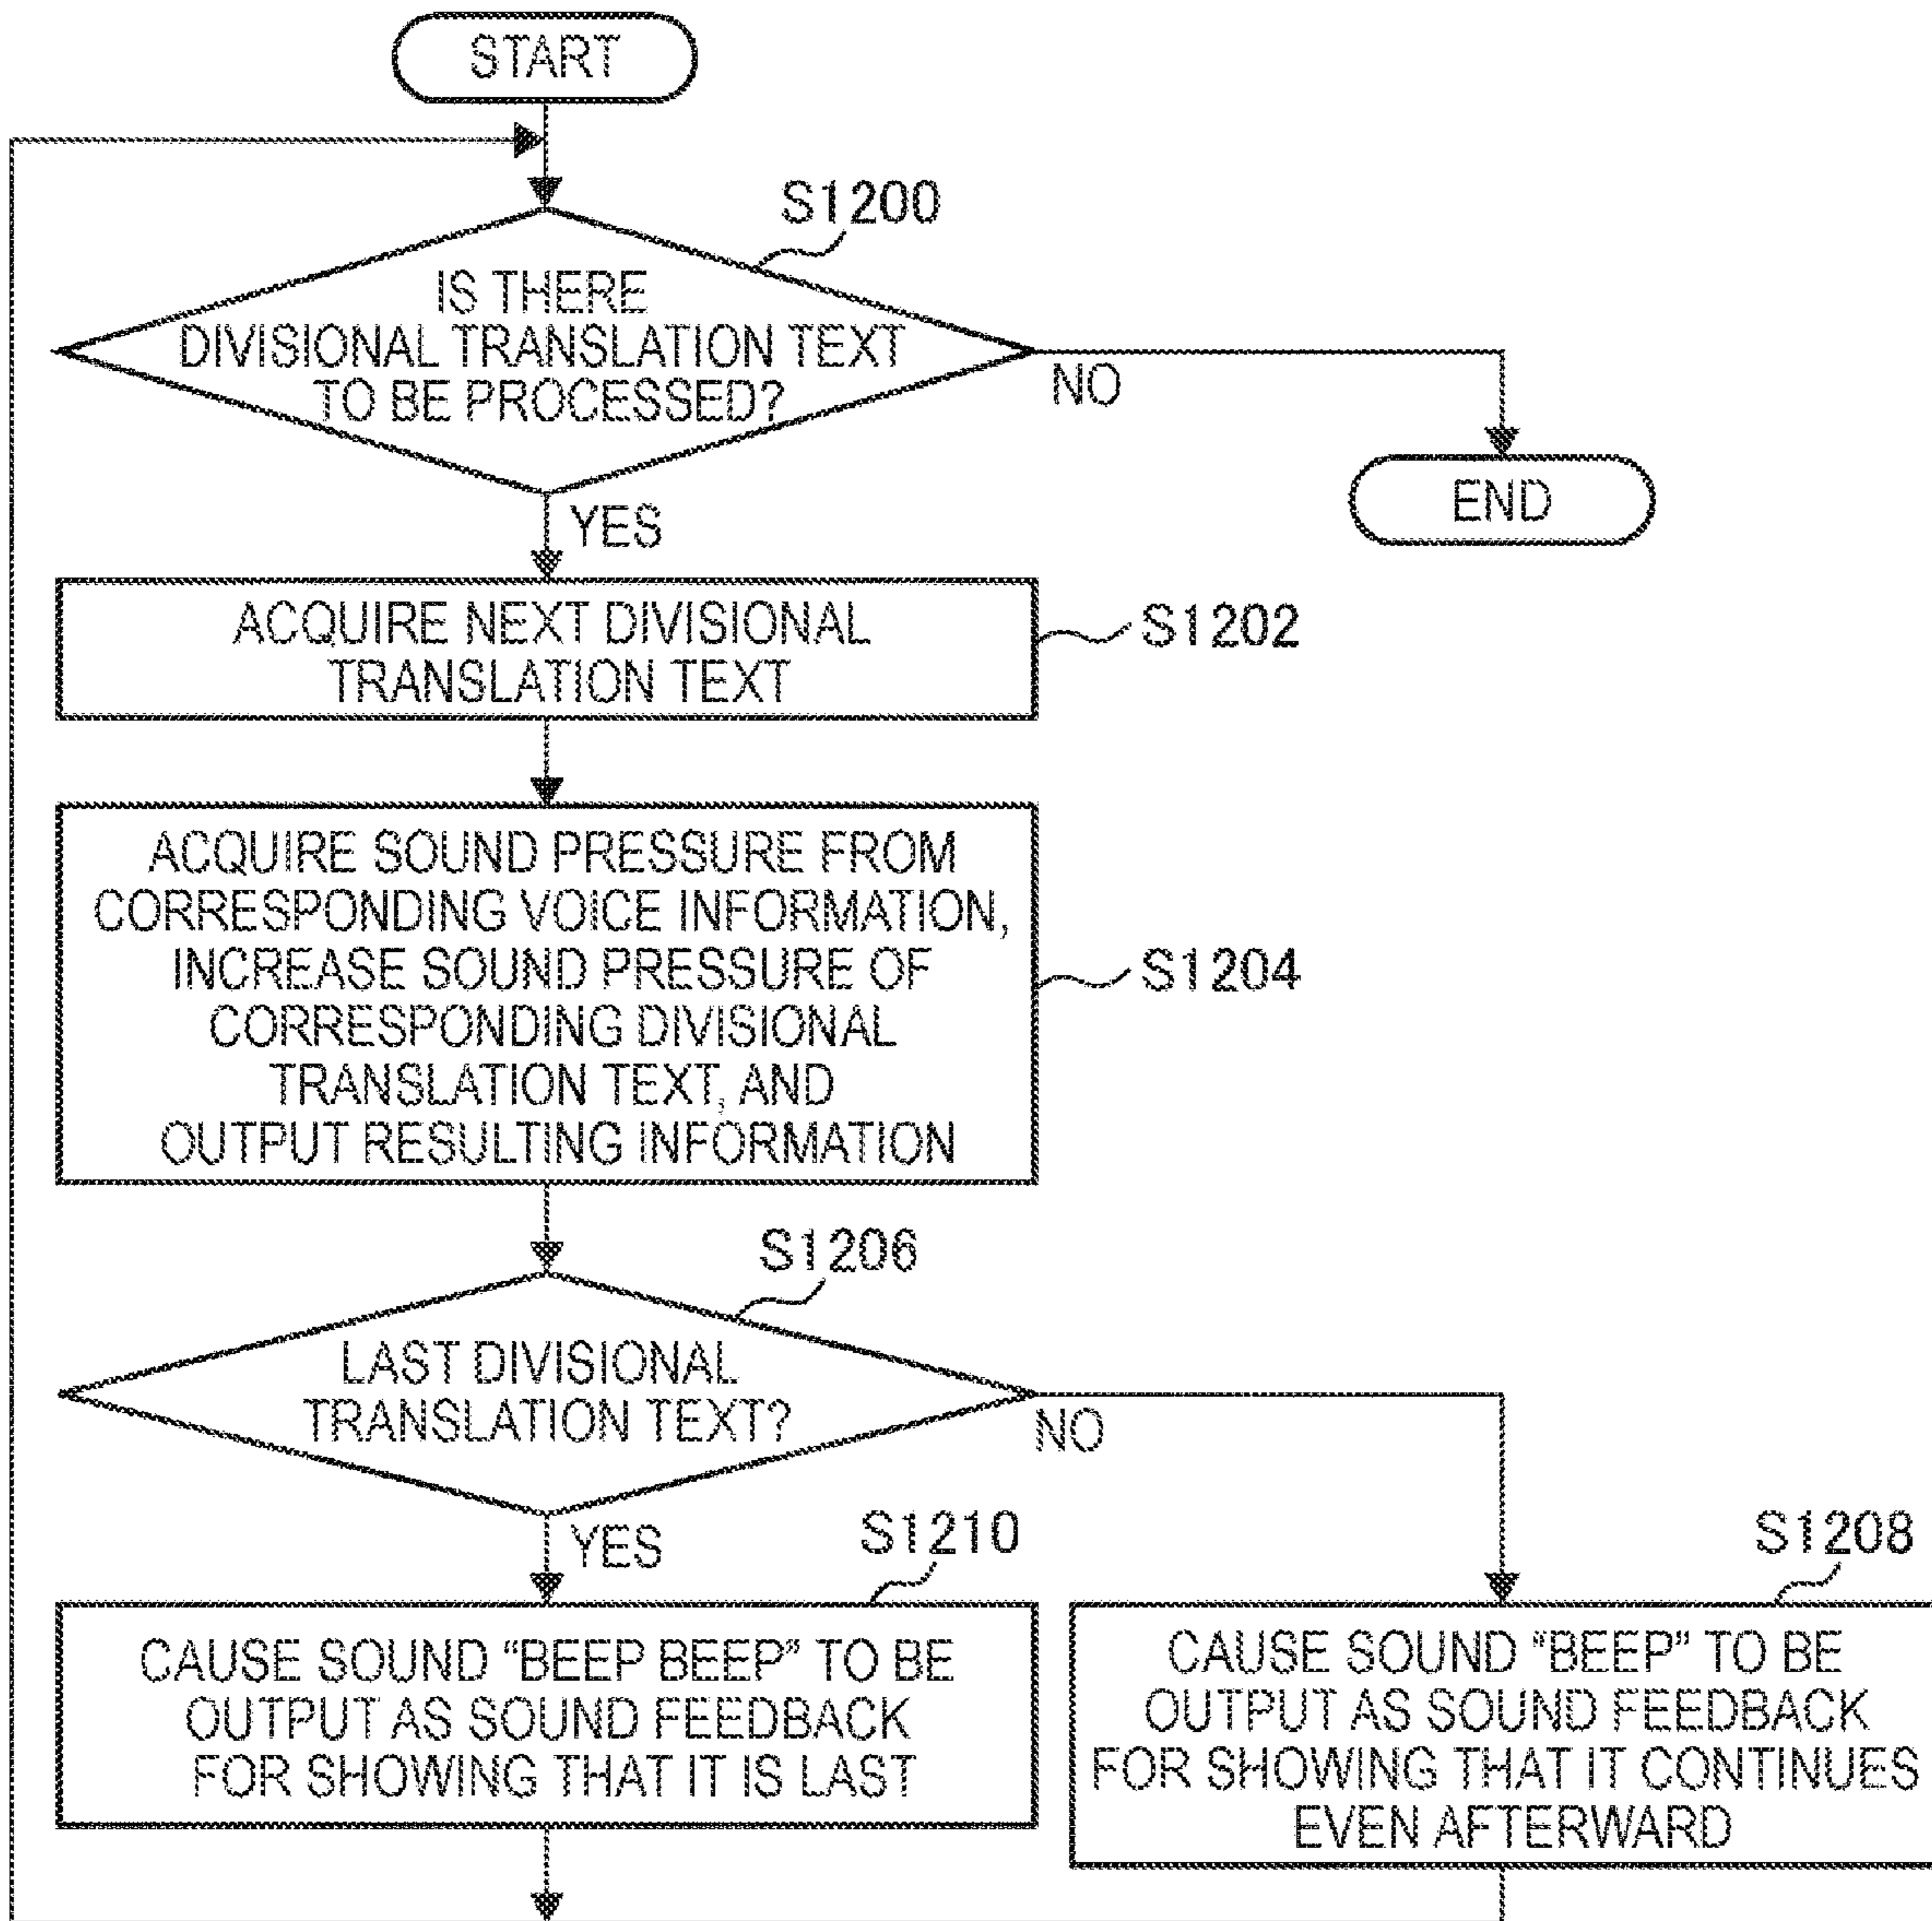 START
S1200
IS THERE
DIVISIONAL TRANSLATION TEXT
TO BE PROCESSED?
NO
END
YES
ACQUIRE NEXT DIVISIONAL
TRANSLATION TEXT
S1202
ACQUIRE SOUND PRESSURE FROM
CORRESPONDING VOICE INFORMATION,
INCREASE SOUND PRESSURE OF
CORRESPONDING DIVISIONAL
TRANSLATION TEXT, AND
OUTPUT RESULTING INFORMATION
S1204
S1206
LAST DIVISIONAL
TRANSLATION TEXT?
NO
YES
S1210
CAUSE SOUND "BEEP BEEP" TO BE
OUTPUT AS SOUND FEEDBACK
FOR SHOWING THAT IT IS LAST
S1208
CAUSE SOUND "BEEP" TO BE
OUTPUT AS SOUND FEEDBACK
FOR SHOWING THAT IT CONTINUES
EVEN AFTERWARD